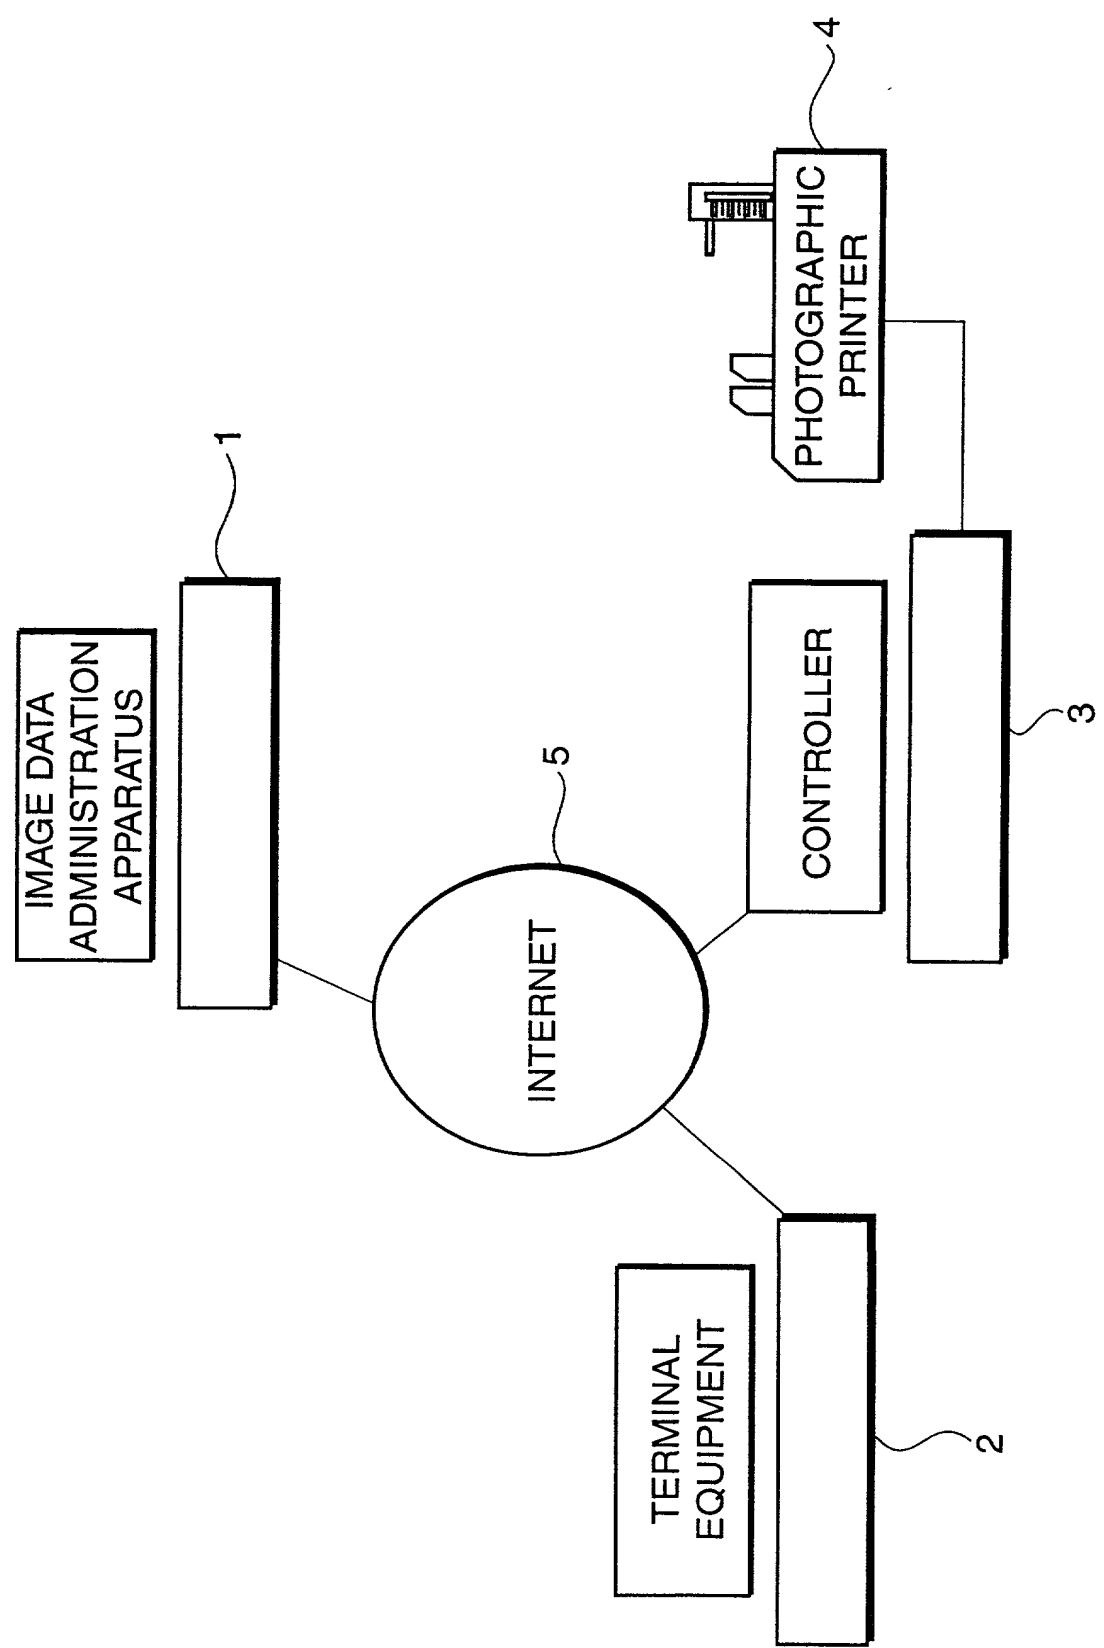 IMAGE DATA
ADMINISTRATION
APPARATUS
1
INTERNET
5
TERMINAL
EQUIPMENT
2
CONTROLLER
3
PHOTOGRAPHIC
PRINTER
4